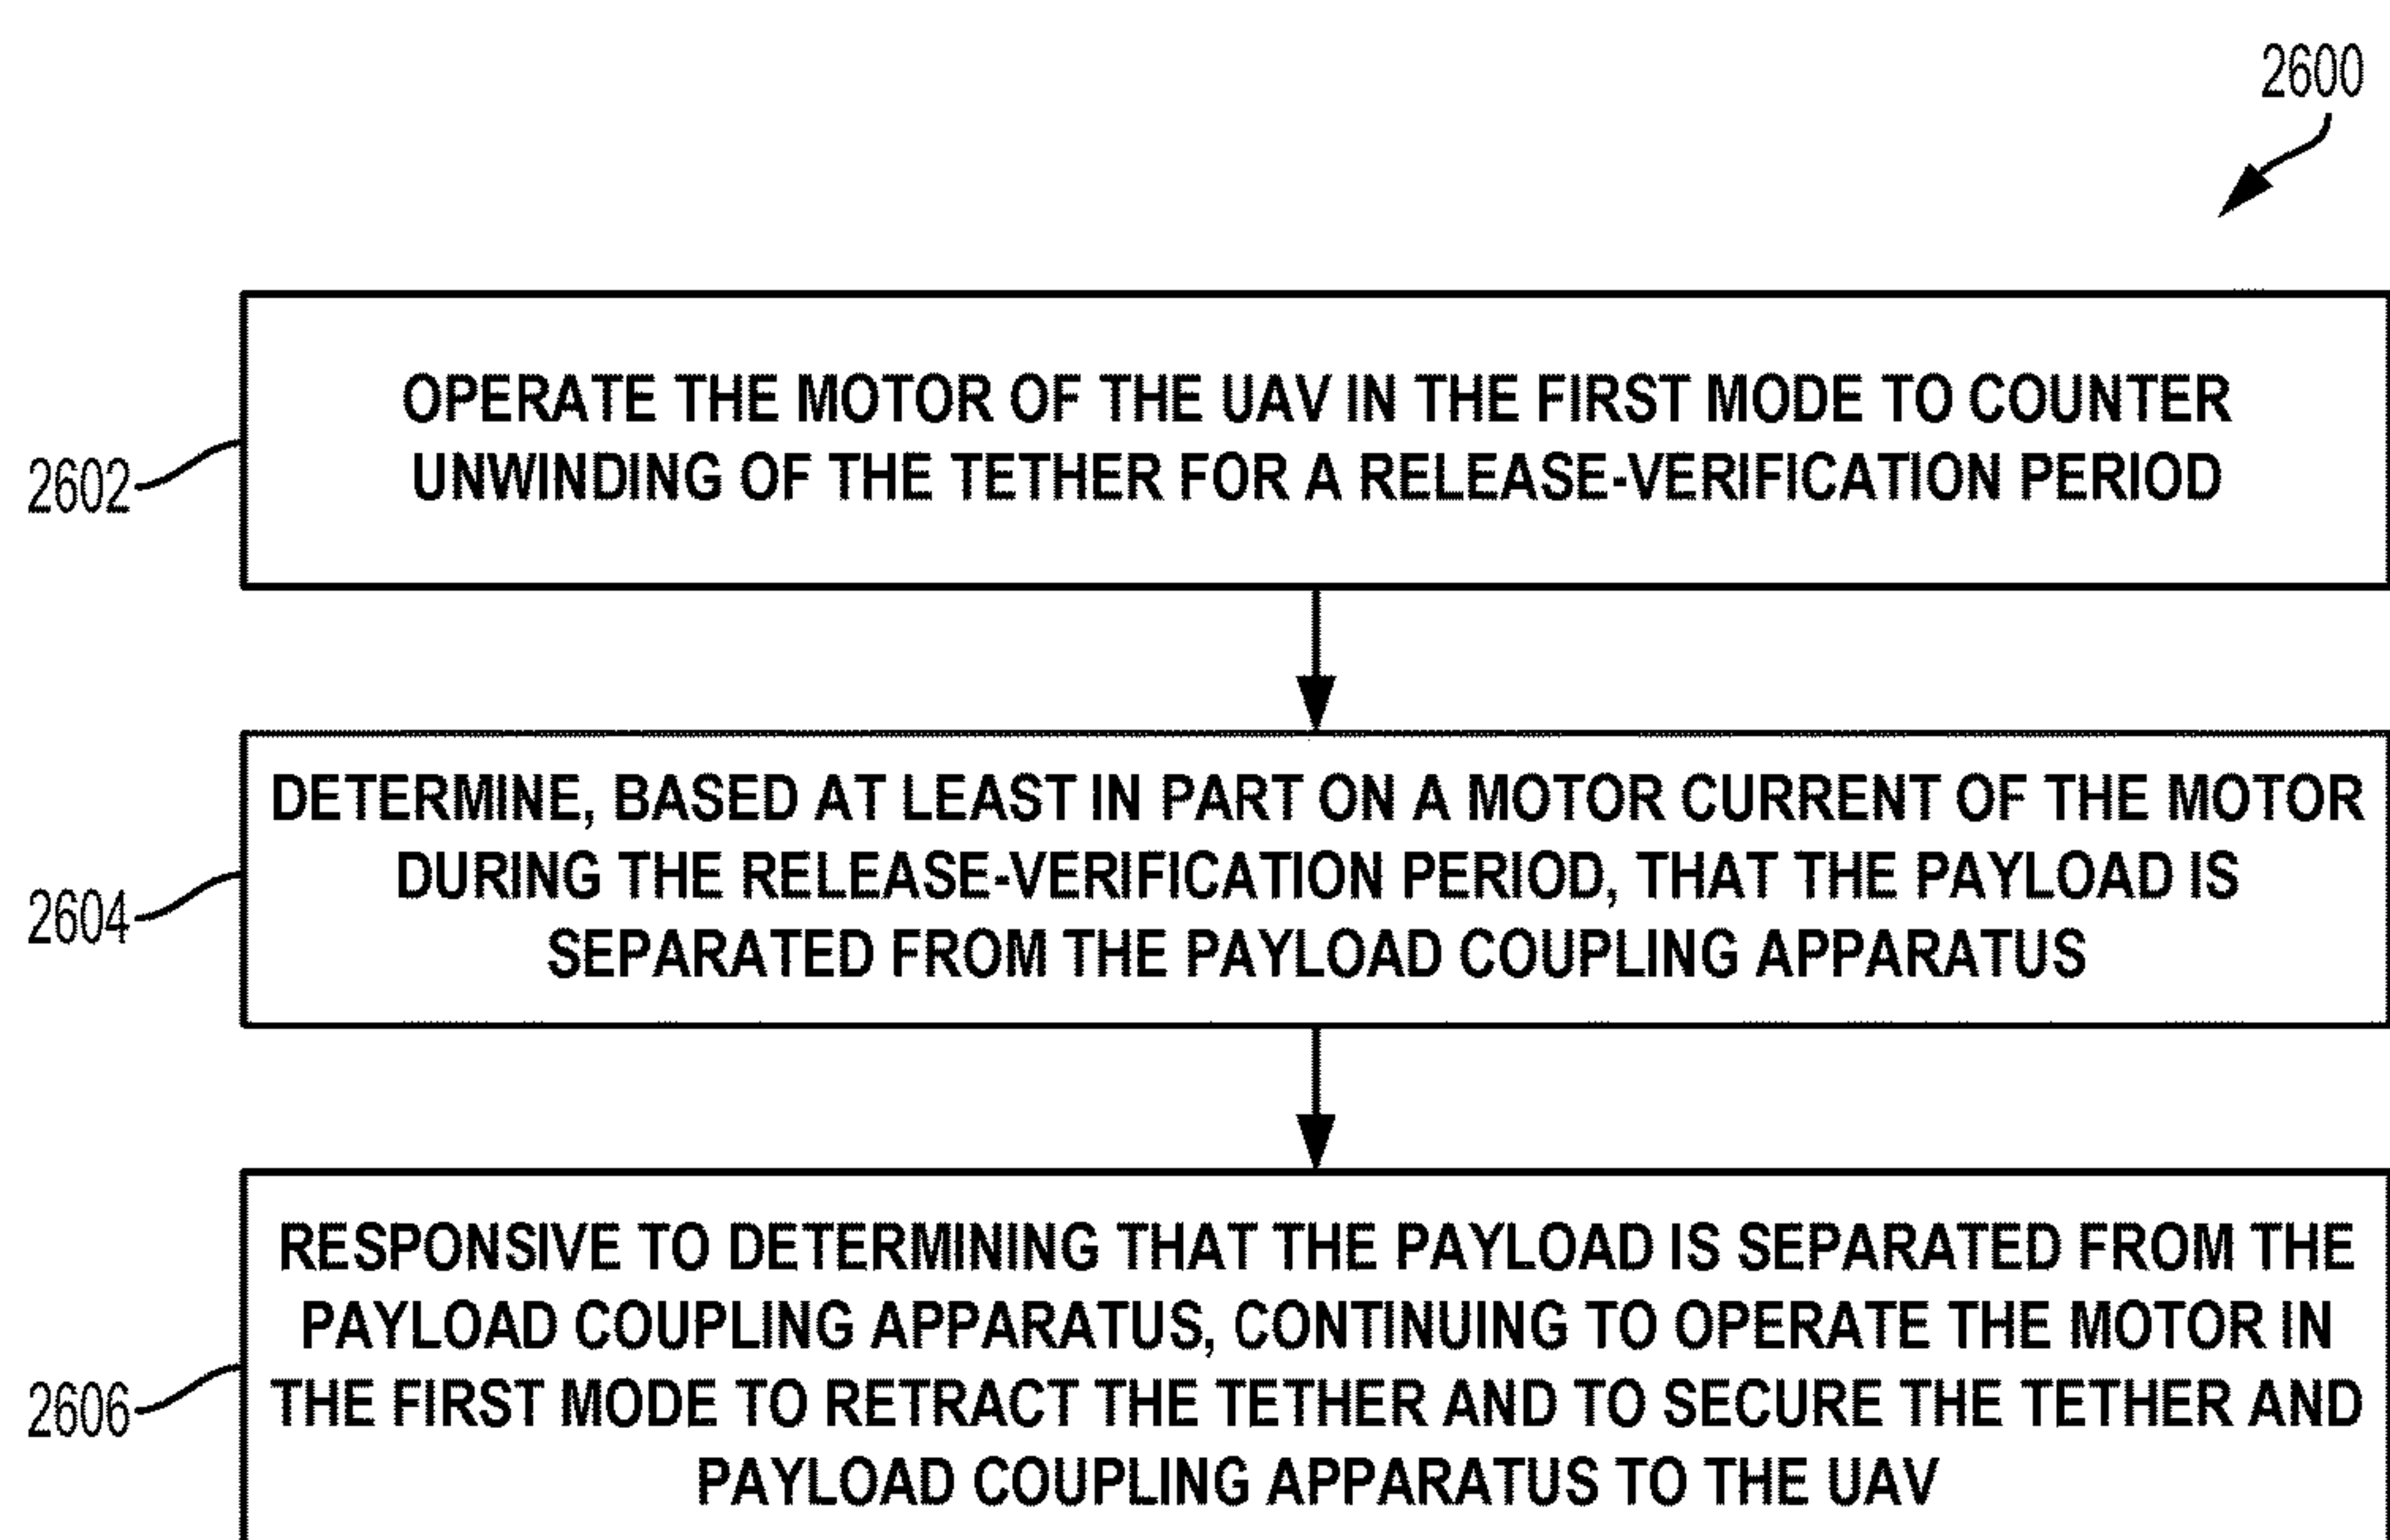 2600
OPERATE THE MOTOR OF THE UAV IN THE FIRST MODE TO COUNTER
UNWINDING OF THE TETHER FOR A RELEASE-VERIFICATION PERIOD
2602
DETERMINE, BASED AT LEAST IN PART ON A MOTOR CURRENT OF THE MOTOR
DURING THE RELEASE-VERIFICATION PERIOD, THAT THE PAYLOAD IS
SEPARATED FROM THE PAYLOAD COUPLING APPARATUS
2604
RESPONSIVE TO DETERMINING THAT THE PAYLOAD IS SEPARATED FROM THE
PAYLOAD COUPLING APPARATUS, CONTINUING TO OPERATE THE MOTOR IN
THE FIRST MODE TO RETRACT THE TETHER AND TO SECURE THE TETHER AND
PAYLOAD COUPLING APPARATUS TO THE UAV
2606